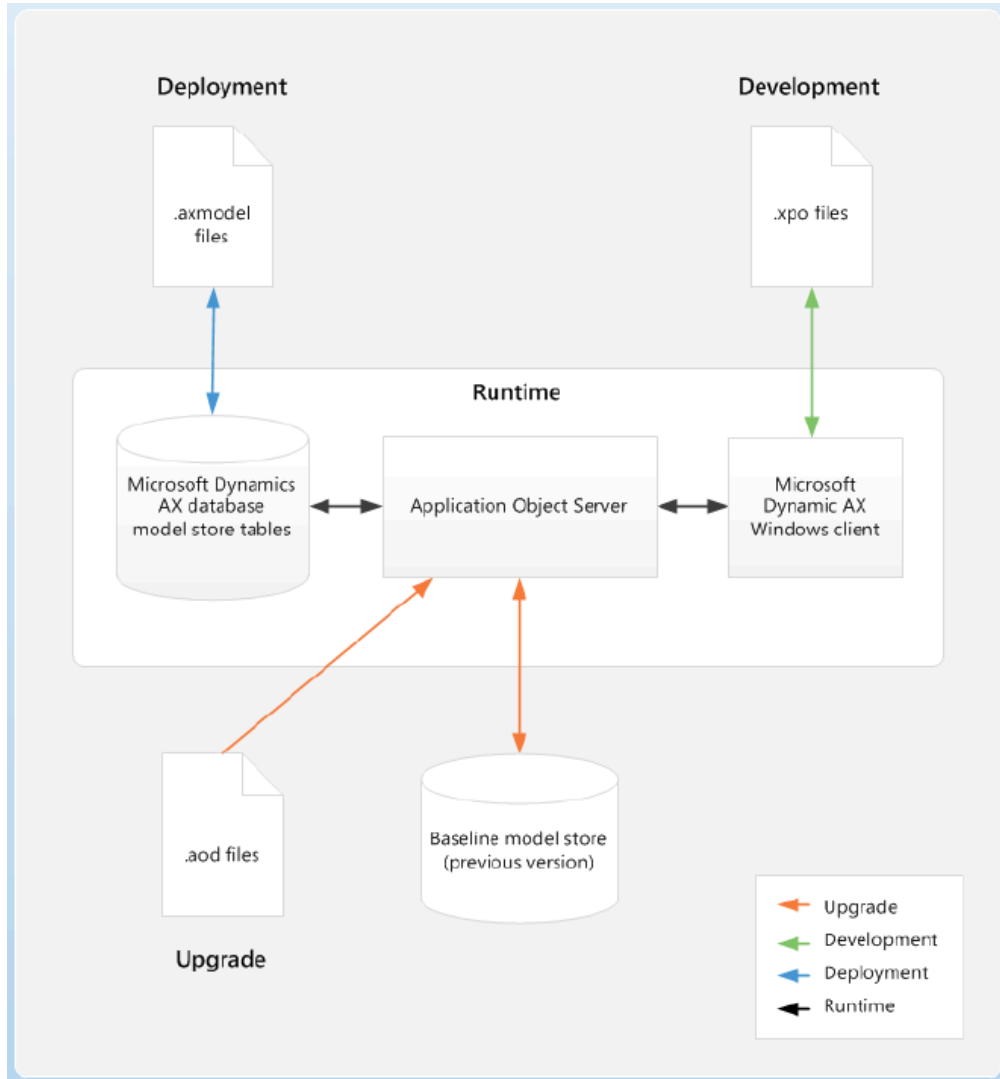 Deployment
Development
.axmodel
files
.xpo files
Runtime
Microsoft Dynamics
AX database
model store tables
Application Object Server
Microsoft
Dynamic AX
Windows client
.aod files
Baseline model store
(previous version)
Upgrade
Upgrade
Development
Deployment
Runtime